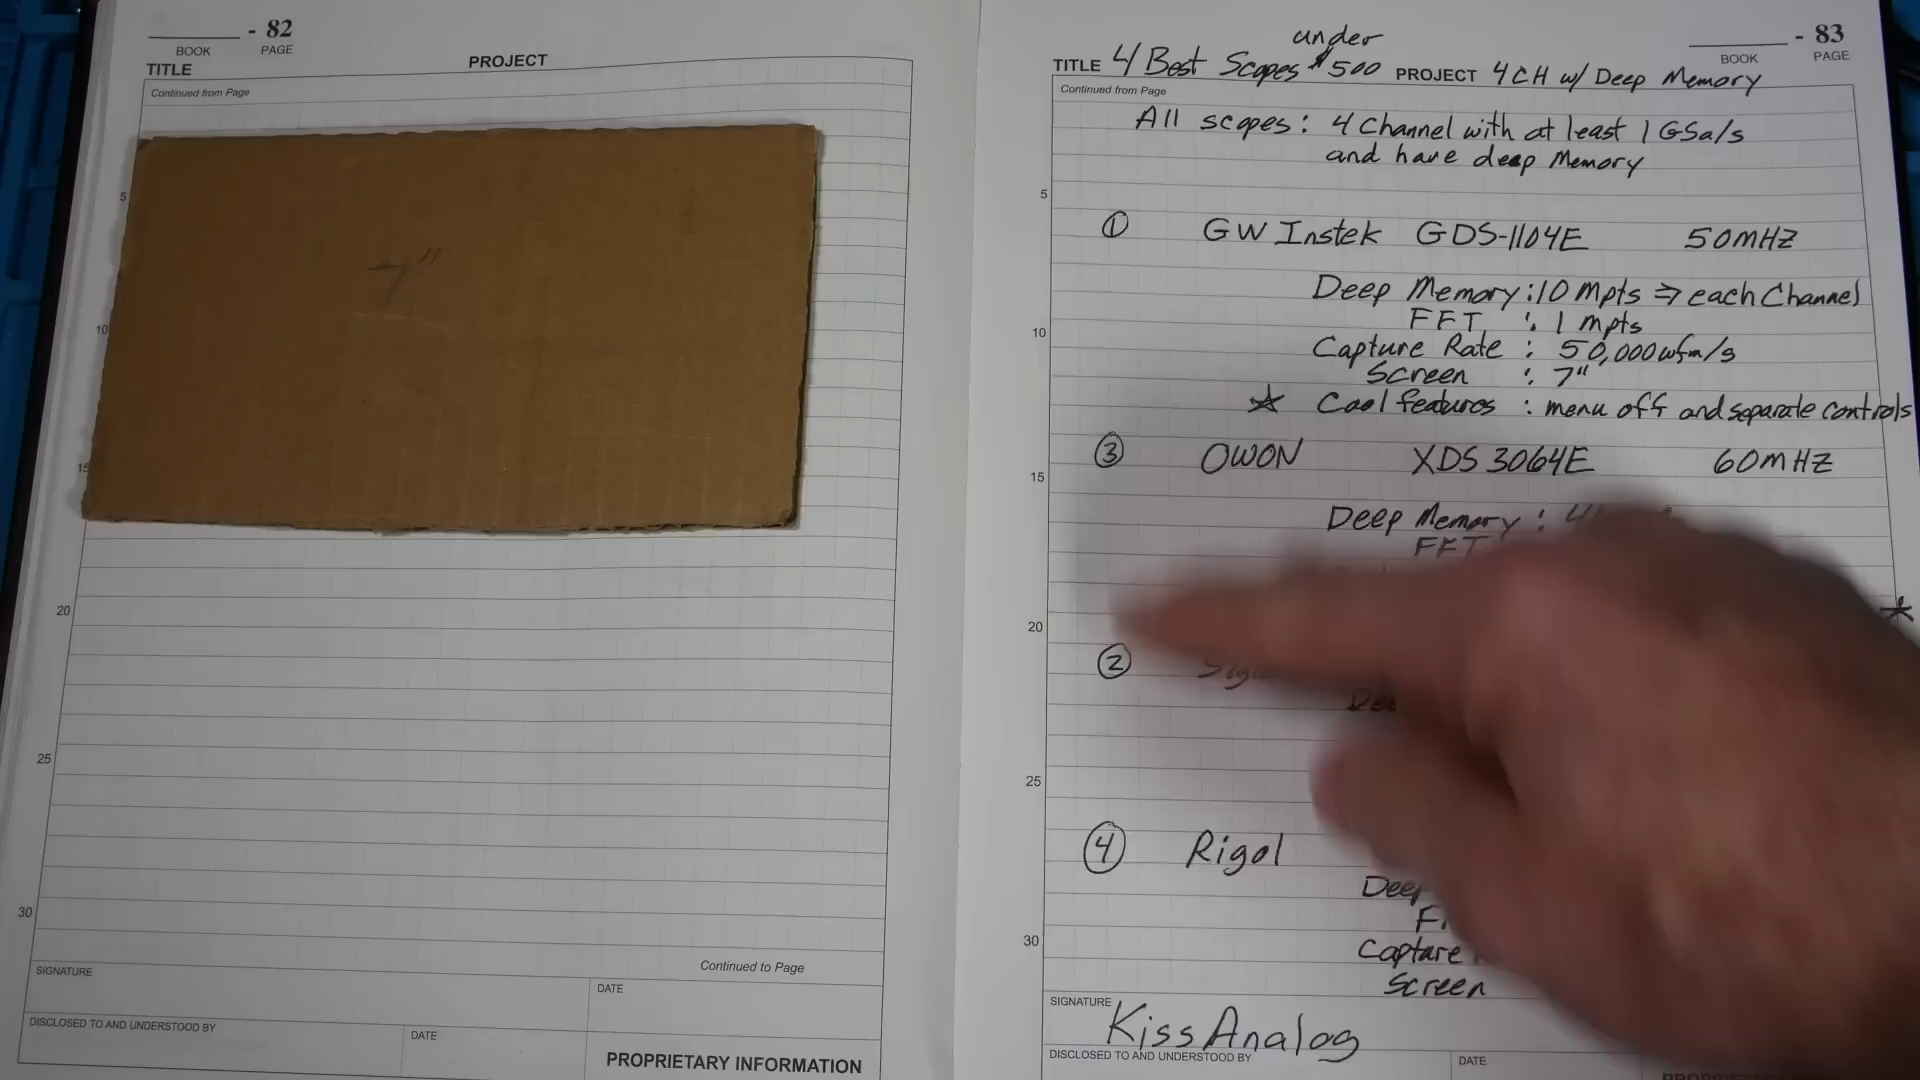 - 82
BOOK PAGE
TITLE PROJECT
Continued from Page
7"
5
10
15
20
25
30
Continued to Page
SIGNATURE DATE
DISCLOSED TO AND UNDERSTOOD BY DATE
PROPRIETARY INFORMATION
- 83
BOOK PAGE
under
TITLE 4 Best Scopes $500 PROJECT 4CH w/ Deep Memory
Continued from Page
All scopes: 4 Channel with at least 1 GSa/s
and have deep Memory
5
① GW Instek GDS-1104E 50MHZ
Deep Memory: 10 Mpts ⇒ each Channel
FFT : 1 mpts
10
Capture Rate : 50,000 wfm/s
Screen : 7"
☆ Cool features : menu off and separate controls
③ OWON XDS 3064E 60MHZ
15
Deep Memory :
FFT
20
②
25
④ Rigol
Capture
30
Screen
SIGNATURE KissAnalog
DISCLOSED TO AND UNDERSTOOD BY DATE